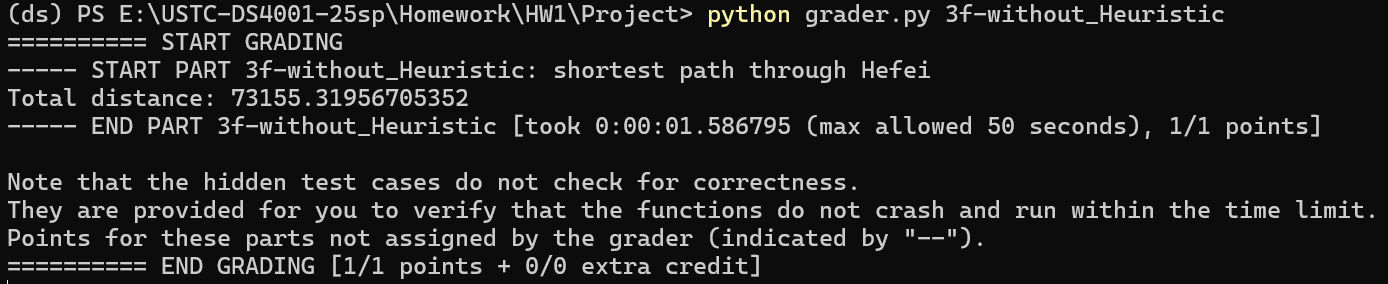 (ds) PS E:\USTC-DS4001-25sp\Homework\HW1\Project> python grader.py 3f-without_Heuristic
========== START GRADING
----- START PART 3f-without_Heuristic: shortest path through Hefei
Total distance: 73155.31956705352
----- END PART 3f-without_Heuristic [took 0:00:01.586795 (max allowed 50 seconds), 1/1 points]

Note that the hidden test cases do not check for correctness.
They are provided for you to verify that the functions do not crash and run within the time limit.
Points for these parts not assigned by the grader (indicated by "--").
========== END GRADING [1/1 points + 0/0 extra credit]